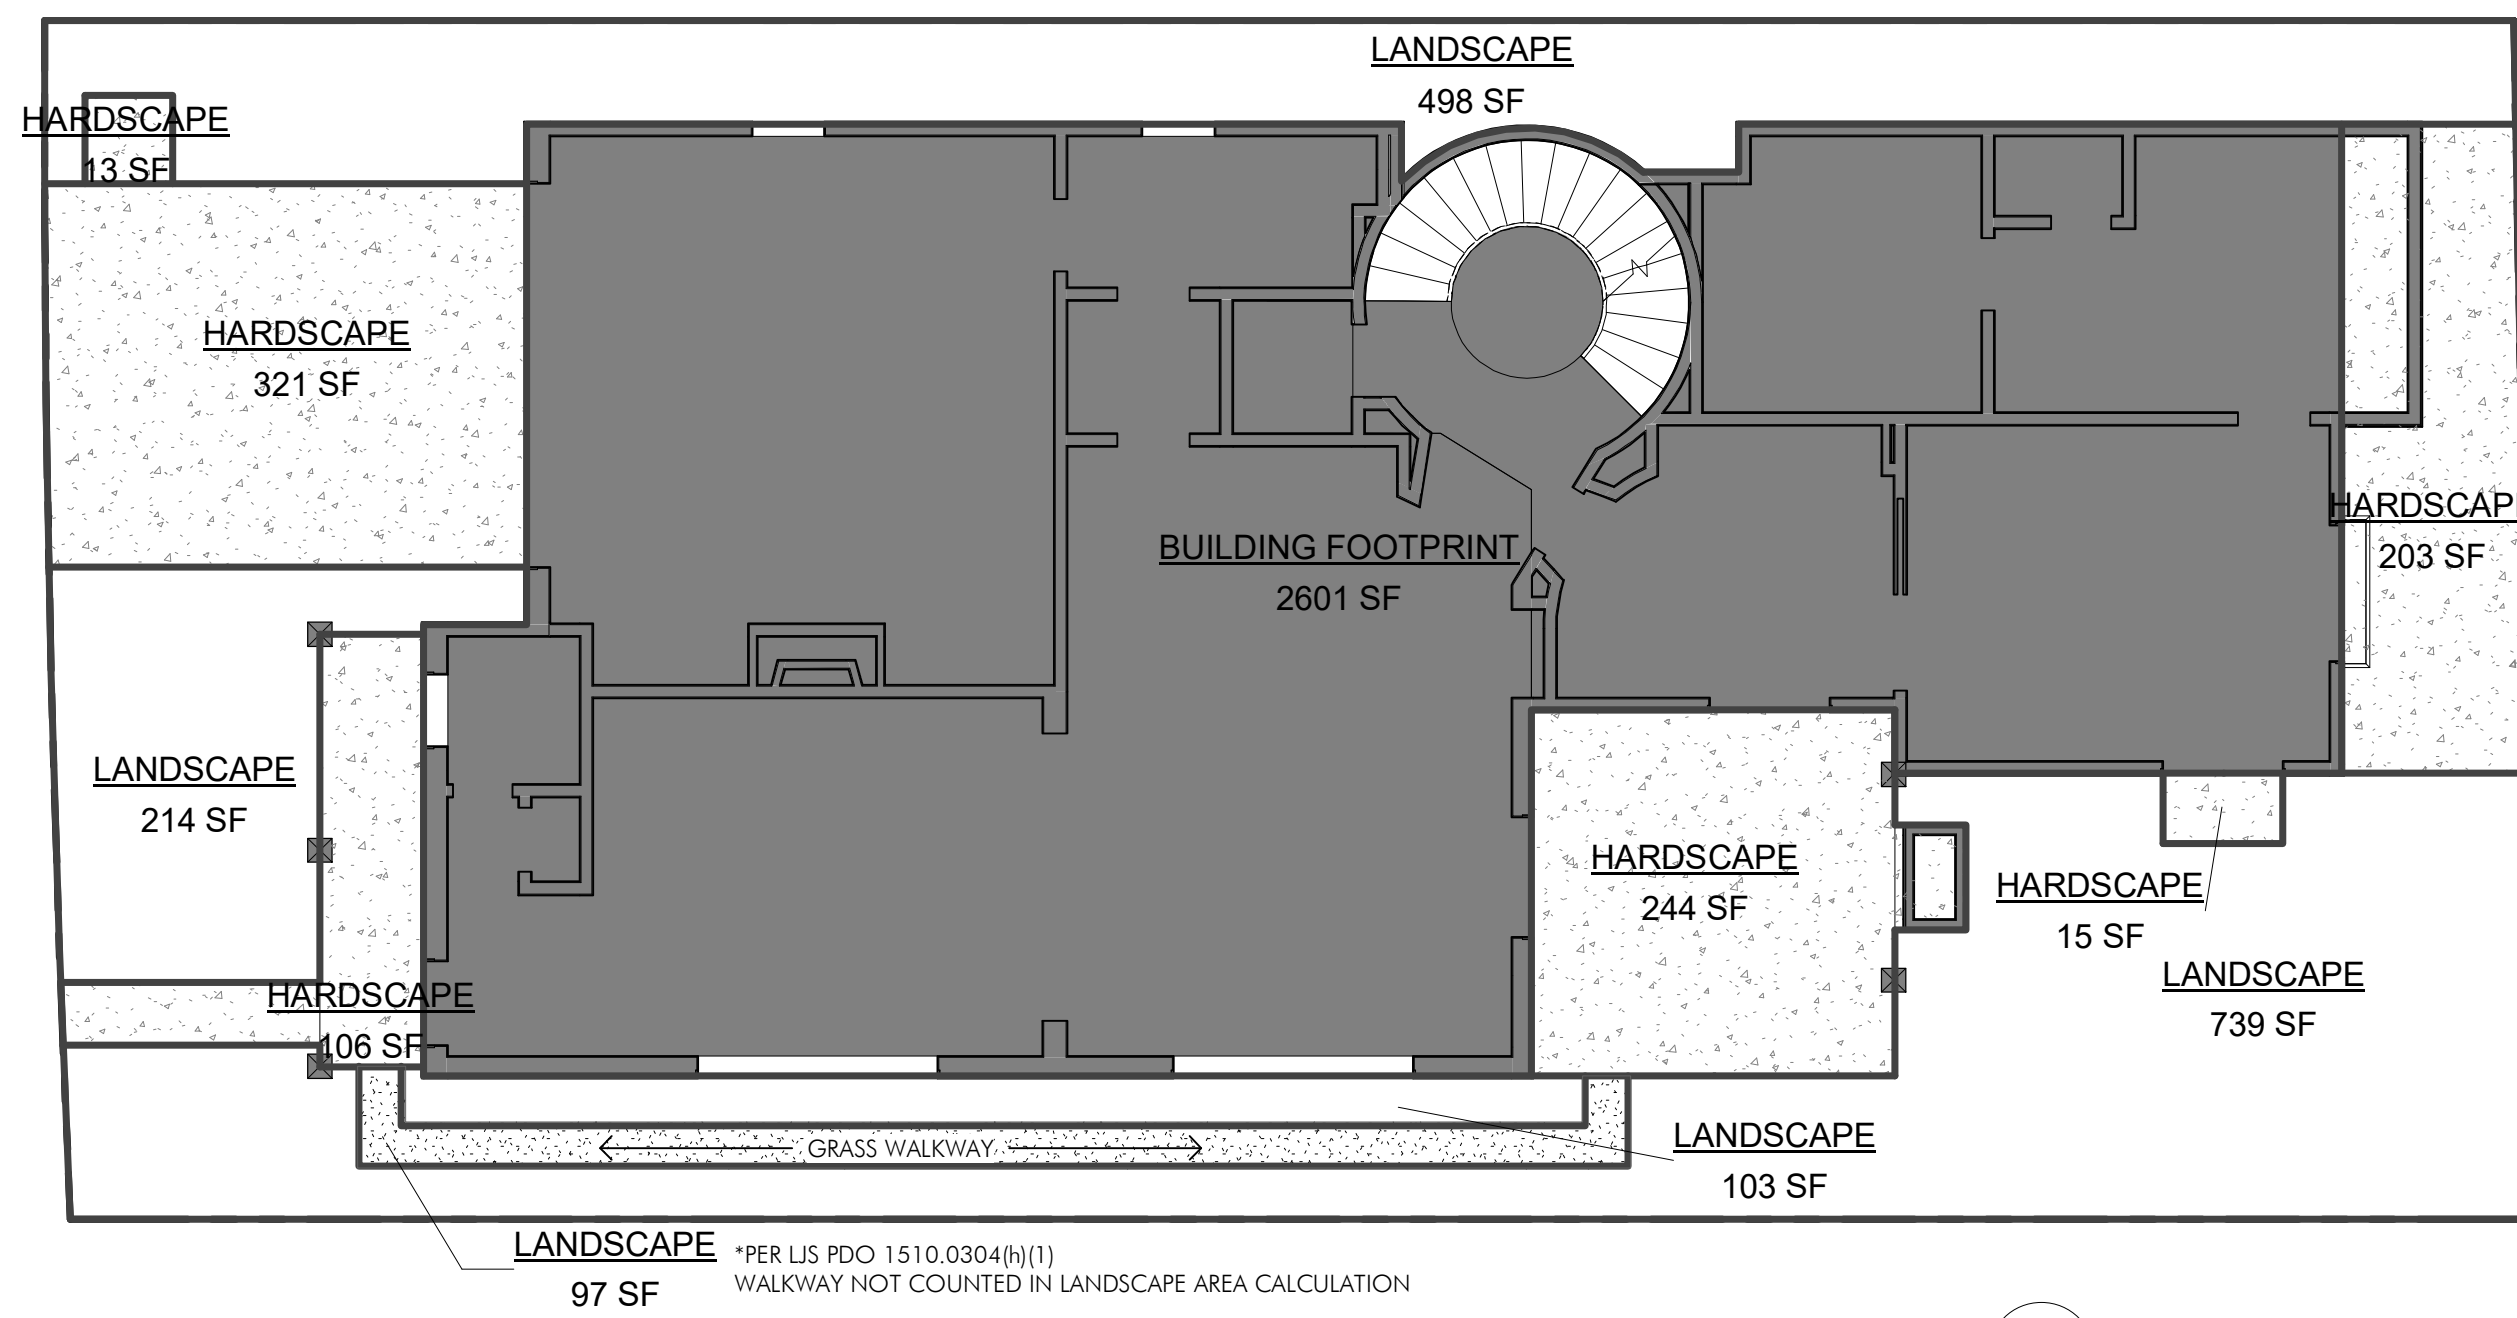 LANDSCAPE
498 SF
HARDSCAPE
13 SF
HARDSCAPE
321 SF
HARDSCAPE
203 SF
BUILDING FOOTPRINT
2601 SF
LANDSCAPE
214 SF
HARDSCAPE
244 SF
HARDSCAPE
15 SF
LANDSCAPE
739 SF
HARDSCAPE
106 SF
GRASS WALKWAY
LANDSCAPE
103 SF
LANDSCAPE
97 SF
*PER LJS PDO 1510.0304(h)(1)
WALKWAY NOT COUNTED IN LANDSCAPE AREA CALCULATION